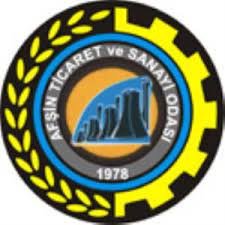 AFŞİN TİCARET ve SANAYİ ODASI
1978